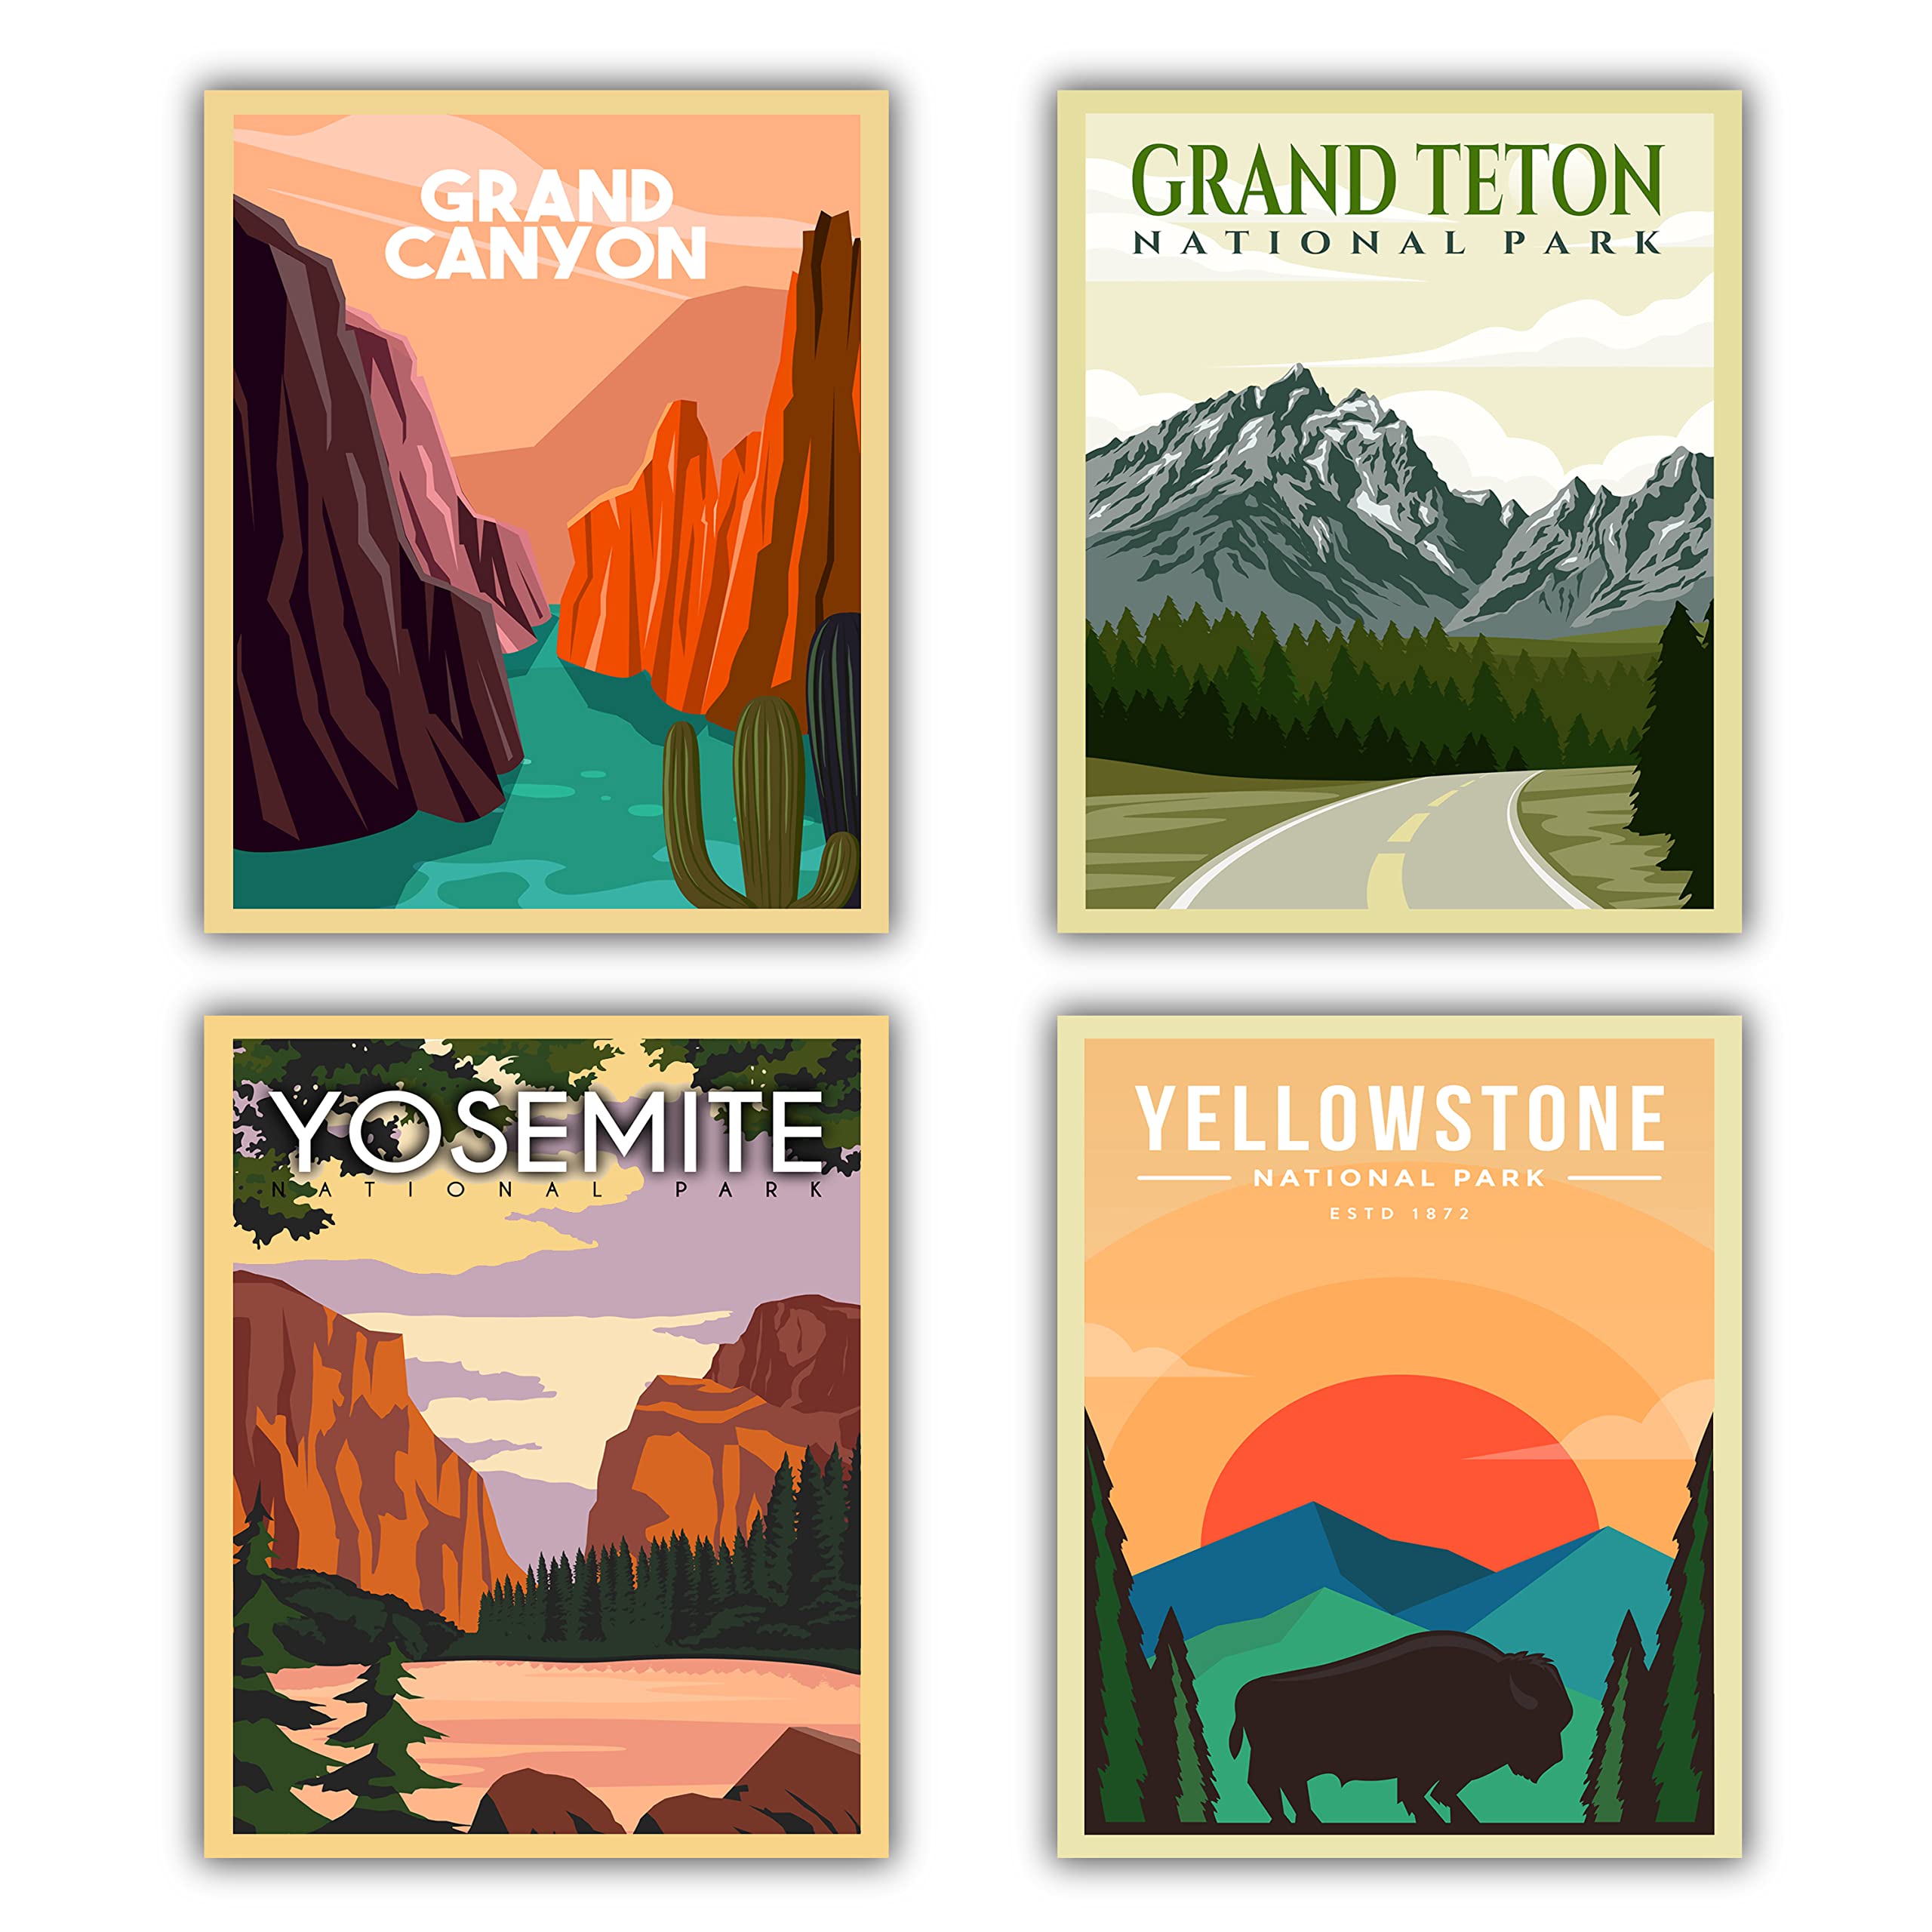 GRAND
CANYON
GRAND TETON
NATIONAL PARK
YOSEMITE
NATIONAL PARK
YELLOWSTONE
NATIONAL PARK
ESTD 1872